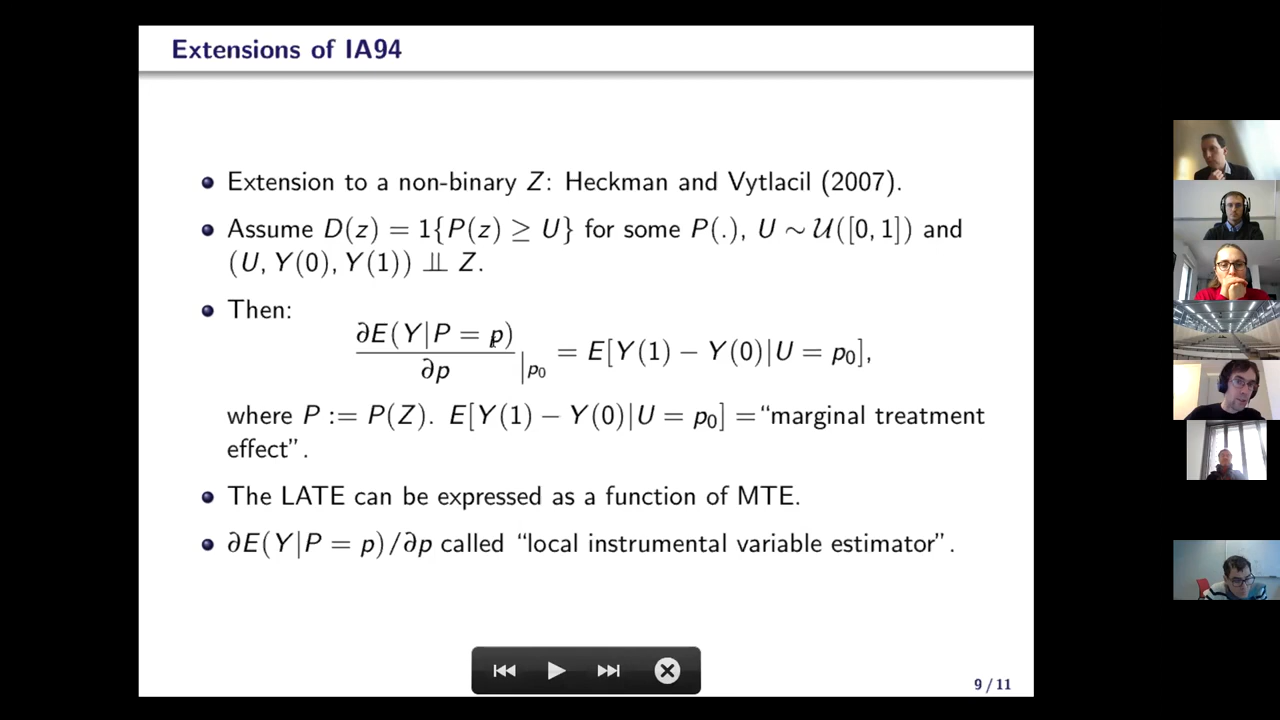 Extensions of IA94
Extension to a non-binary Z: Heckman and Vytlacil (2007).
Assume D(z) = 1{P(z) ≥ U} for some P(.), U ∼ 𝒰([0, 1]) and
(U, Y(0), Y(1)) ⫫ Z.
Then:
∂E(Y|P = p)/∂p |p₀ = E[Y(1) − Y(0)|U = p₀],
where P := P(Z). E[Y(1) − Y(0)|U = p₀] = “marginal treatment
effect”.
The LATE can be expressed as a function of MTE.
∂E(Y|P = p)/∂p called “local instrumental variable estimator”.
9 / 11